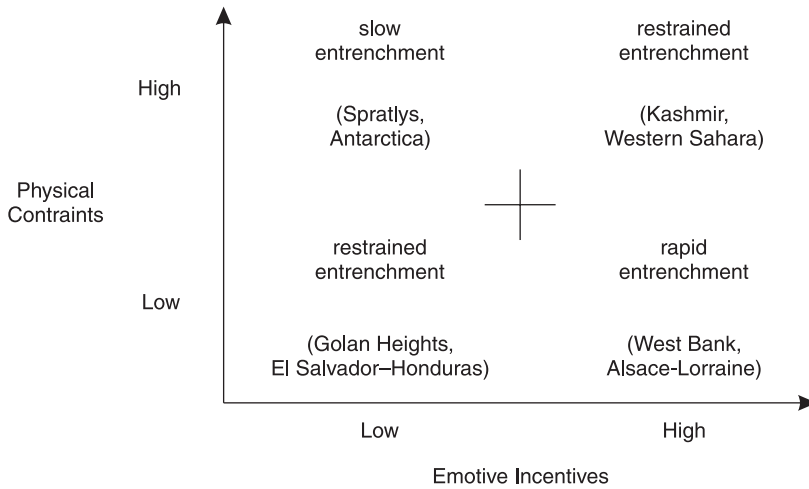 slow
entrenchment
restrained
entrenchment
High
(Spratlys,
Antarctica)
(Kashmir,
Western Sahara)
Physical
Contraints
restrained
entrenchment
rapid
entrenchment
Low
(Golan Heights,
El Salvador–Honduras)
(West Bank,
Alsace-Lorraine)
Low
High
Emotive Incentives